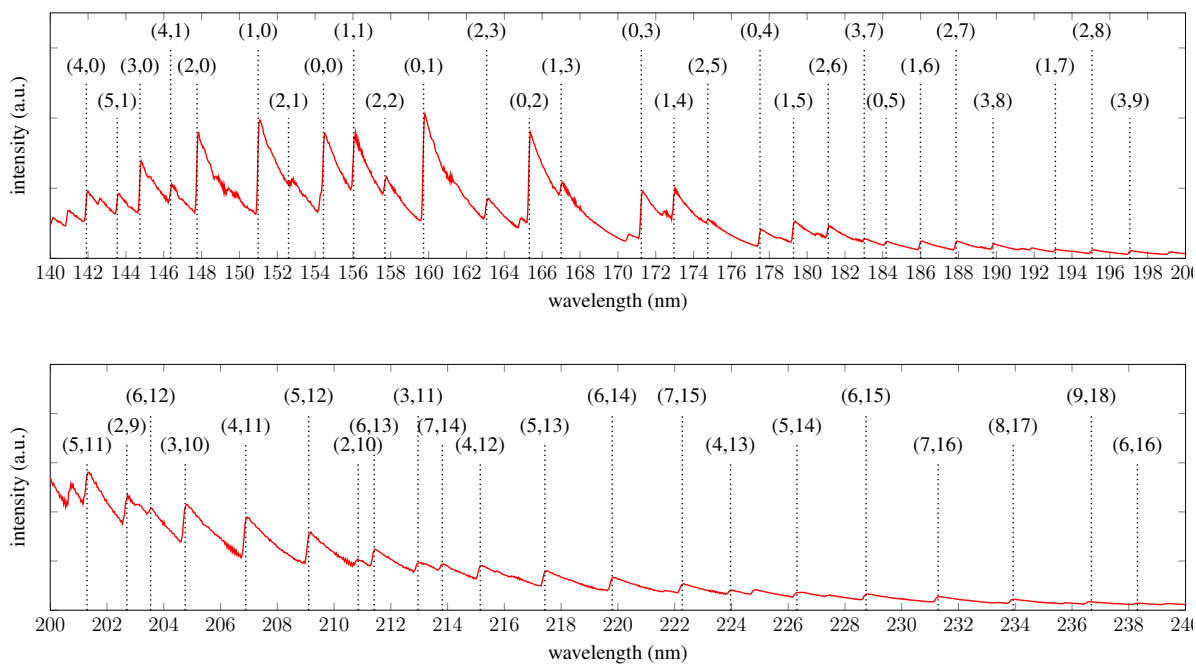 (4,1) (1,0) (1,1) (2,3) (0,3) (0,4) (3,7) (2,7) (2,8)
(4,0) (3,0) (2,0) (0,0) (0,1) (1,3) (2,5) (2,6) (1,6) (1,7)
(5,1) (2,1) (2,2) (0,2) (1,4) (1,5) (0,5) (3,8) (3,9)
intensity (a.u.)
140 142 144 146 148 150 152 154 156 158 160 162 164 166 168 170 172 174 176 178 180 182 184 186 188 190 192 194 196 198 200
wavelength (nm)
(6,12) (5,12) (3,11) (6,14) (7,15) (6,15) (9,18)
(2,9) (4,11) (6,13) (7,14) (5,13) (5,14) (8,17)
(5,11) (3,10) (2,10) (4,12) (4,13) (7,16) (6,16)
intensity (a.u.)
200 202 204 206 208 210 212 214 216 218 220 222 224 226 228 230 232 234 236 238 240
wavelength (nm)